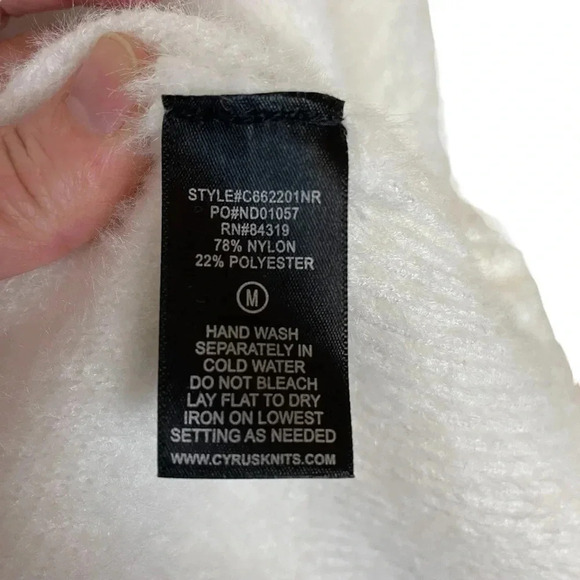 STYLE#C662201NR
PO#ND01057
RN#84319
78% NYLON
22% POLYESTER
M
HAND WASH
SEPARATELY IN
COLD WATER
DO NOT BLEACH
LAY FLAT TO DRY
IRON ON LOWEST
SETTING AS NEEDED
WWW.CYRUSKNITS.COM